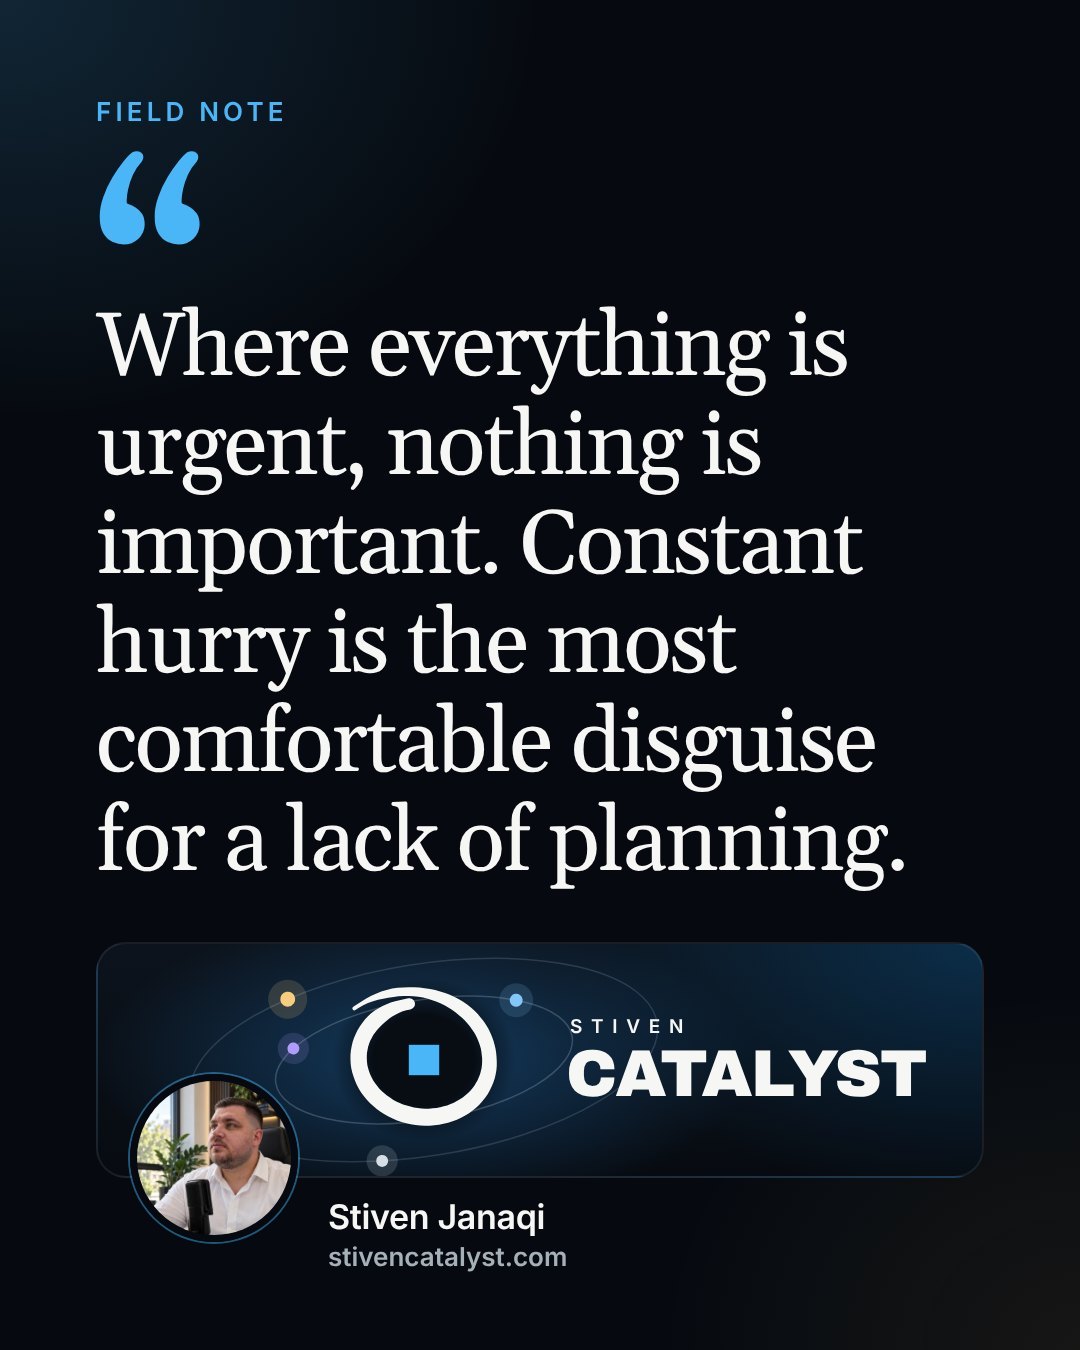 FIELD NOTE
“
Where everything is
urgent, nothing is
important. Constant
hurry is the most
comfortable disguise
for a lack of planning.
STIVEN
CATALYST
Stiven Janaqi
stivencatalyst.com